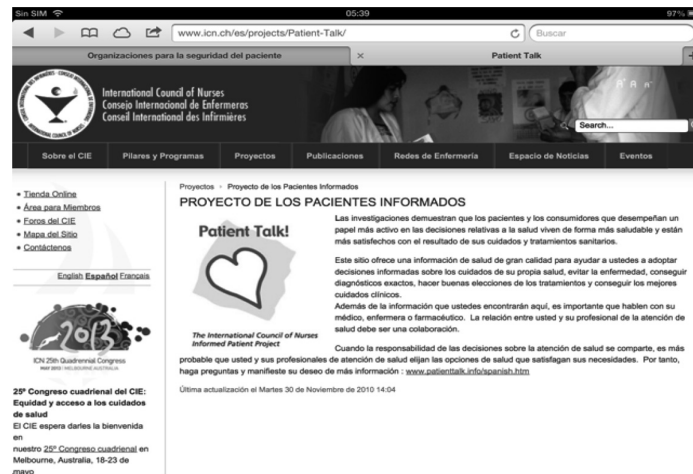 Sin SIM 05:39 97%
www.icn.ch/es/projects/Patient-Talk/ Buscar
Organizaciones para la seguridad del paciente Patient Talk
International Council of Nurses
Consejo Internacional de Enfermeras
Conseil International des Infirmières
Search...
Sobre el CIE Pilares y Programas Proyectos Publicaciones Redes de Enfermería Espacio de Noticias Eventos
Tienda Online
Área para Miembros
Foros del CIE
Mapa del Sitio
Contáctenos
English Español Français
2013
ICN 25th Quadrennial Congress
MAY 2013 | MELBOURNE AUSTRALIA
25º Congreso cuadrienal del CIE:
Equidad y acceso a los cuidados
de salud
El CIE espera darles la bienvenida
en
nuestro 25º Congreso cuadrienal en
Melbourne, Australia, 18-23 de
mayo
Proyectos Proyecto de los Pacientes Informados
PROYECTO DE LOS PACIENTES INFORMADOS
Patient Talk!
The International Council of Nurses
Informed Patient Project
Las investigaciones demuestran que los pacientes y los consumidores que desempeñan un
papel más activo en las decisiones relativas a la salud viven de forma más saludable y están
más satisfechos con el resultado de sus cuidados y tratamientos sanitarios.
Este sitio ofrece una información de salud de gran calidad para ayudar a ustedes a adoptar
decisiones informadas sobre los cuidados de su propia salud, evitar la enfermedad, conseguir
diagnósticos exactos, hacer buenas elecciones de los tratamientos y conseguir los mejores
cuidados clínicos.
Además de la información que ustedes encontrarán aquí, es importante que hablen con su
médico, enfermera o farmacéutico. La relación entre usted y su profesional de la atención de
salud debe ser una colaboración.
Cuando la responsabilidad de las decisiones sobre la atención de salud se comparte, es más
probable que usted y sus profesionales de atención de salud elijan las opciones de salud que satisfagan sus necesidades. Por tanto,
haga preguntas y manifieste su deseo de más información : www.patienttalk.info/spanish.htm
Última actualización el Martes 30 de Noviembre de 2010 14:04